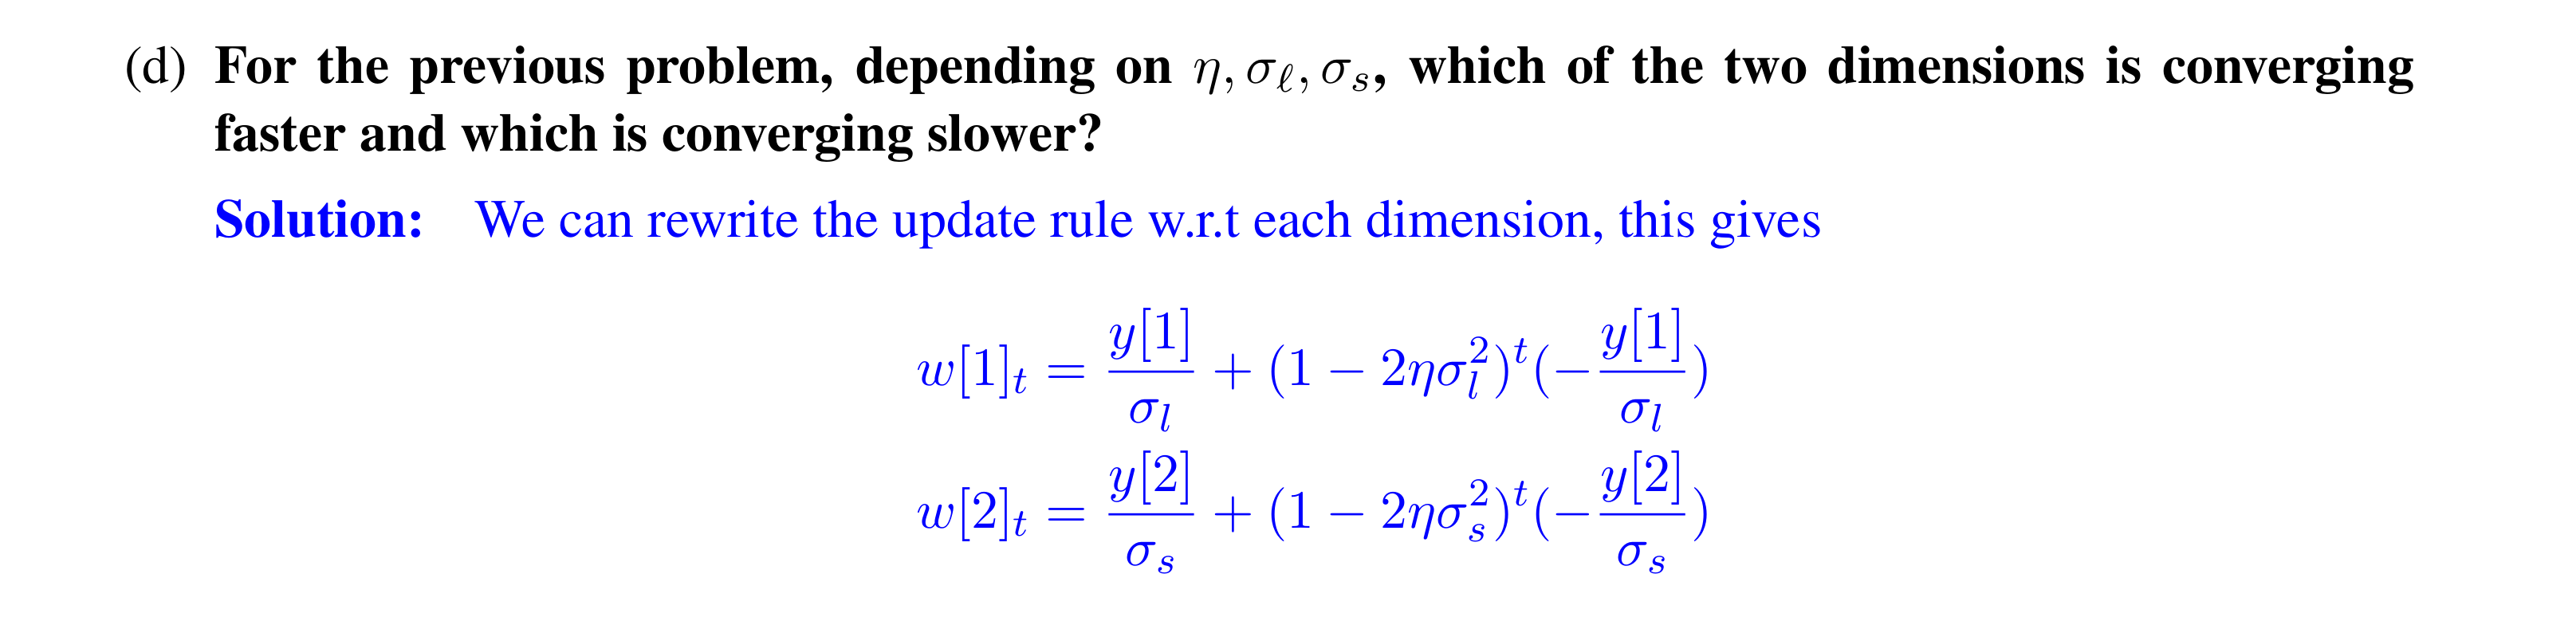 (d) For the previous problem, depending on $\eta, \sigma_\ell, \sigma_s$, which of the two dimensions is converging
faster and which is converging slower?
Solution: We can rewrite the update rule w.r.t each dimension, this gives
$w[1]_t = \frac{y[1]}{\sigma_l} + (1 - 2\eta\sigma_l^2)^t(-\frac{y[1]}{\sigma_l})$
$w[2]_t = \frac{y[2]}{\sigma_s} + (1 - 2\eta\sigma_s^2)^t(-\frac{y[2]}{\sigma_s})$